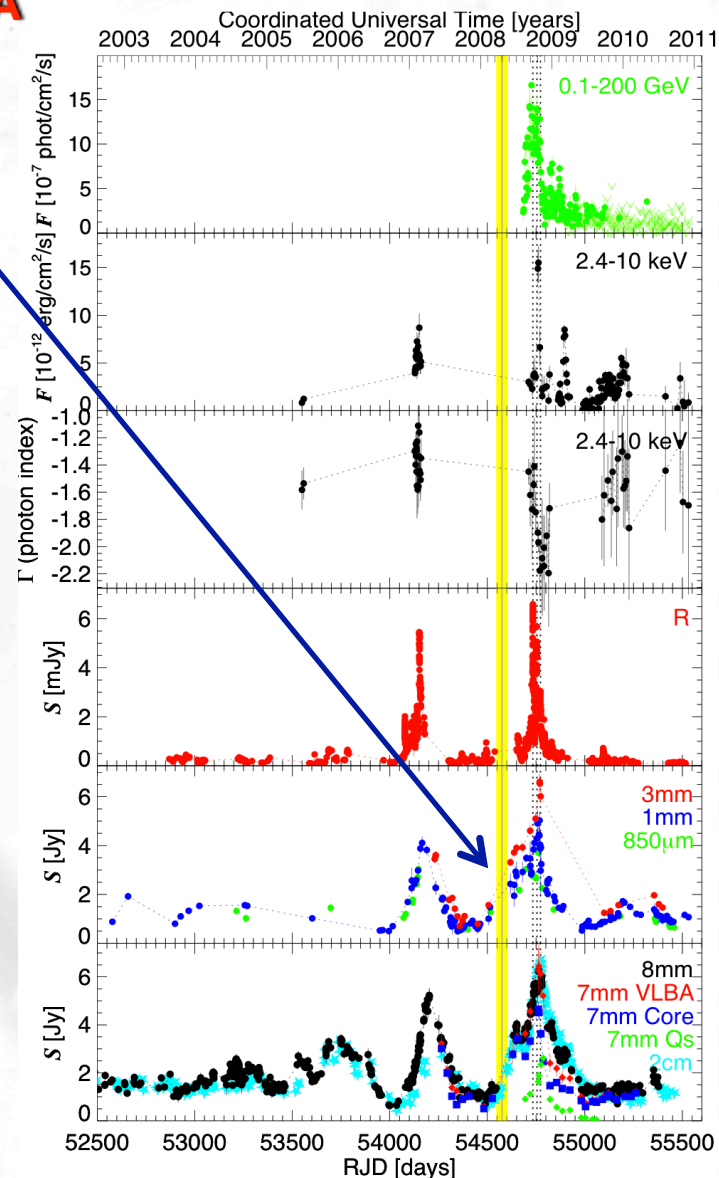 A
Coordinated Universal Time [years]
2003 2004 2005 2006 2007 2008 2009 2010 2011
F [10-7 phot/cm2/s]
15
10
5
0
0.1-200 GeV
F [10-12 erg/cm2/s]
15
10
5
0
2.4-10 keV
Γ (photon index)
-1.0
-1.2
-1.4
-1.6
-1.8
-2.0
-2.2
2.4-10 keV
S [mJy]
6
4
2
0
R
S [Jy]
6
4
2
0
3mm
1mm
850μm
S [Jy]
6
4
2
0
8mm
7mm VLBA
7mm Core
7mm Qs
2cm
52500 53000 53500 54000 54500 55000 55500
RJD [days]